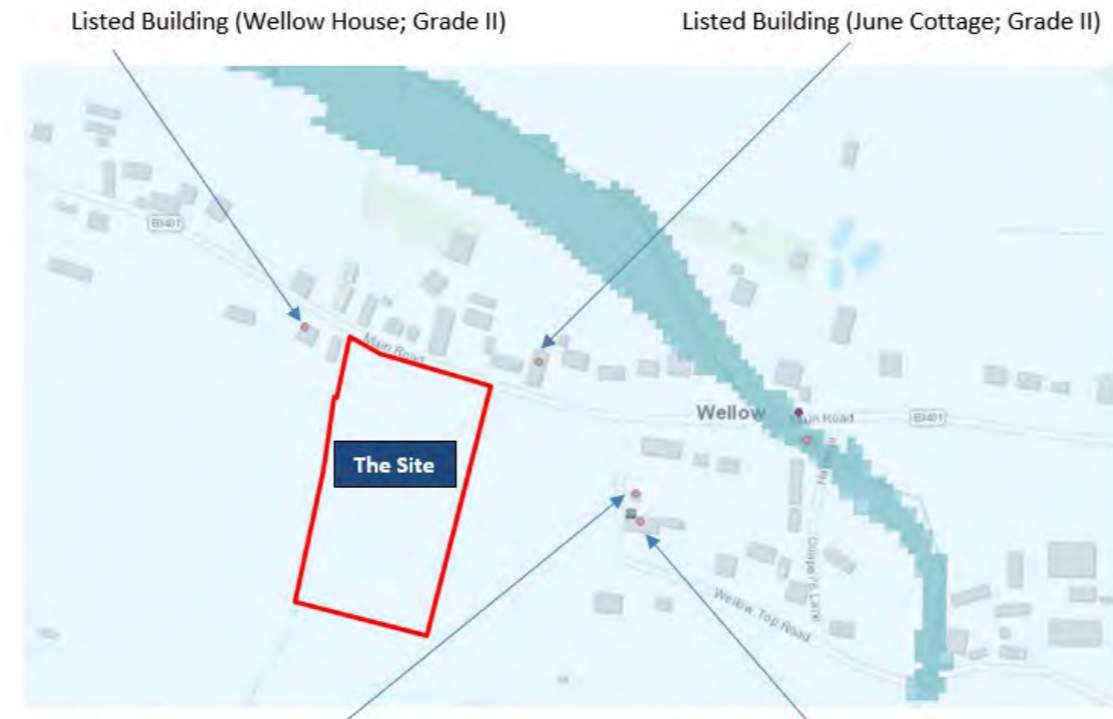 Listed Building (Wellow House; Grade II)
Listed Building (June Cottage; Grade II)
B3401
Main Road
Wellow
Main Road
B3401
The Site
Lane
Wellow Top Road